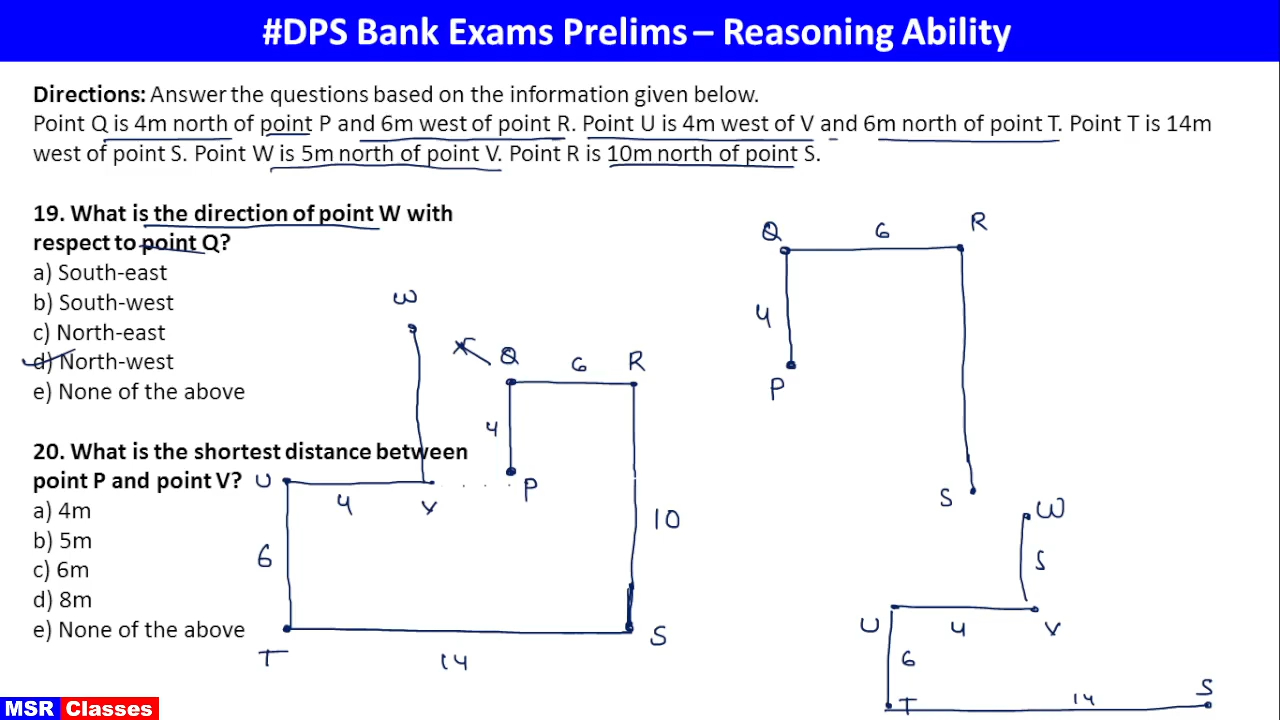 #DPS Bank Exams Prelims – Reasoning Ability
Directions: Answer the questions based on the information given below.
Point Q is 4m north of point P and 6m west of point R. Point U is 4m west of V and 6m north of point T. Point T is 14m
west of point S. Point W is 5m north of point V. Point R is 10m north of point S.
19. What is the direction of point W with
respect to point Q?
a) South-east
b) South-west
c) North-east
d) North-west
e) None of the above
20. What is the shortest distance between
point P and point V?
a) 4m
b) 5m
c) 6m
d) 8m
e) None of the above
W
Q
6
R
4
P
U
4
V
6
10
T
14
S
Q
6
R
4
P
S
W
5
U
4
V
6
T
14
S
MSR Classes